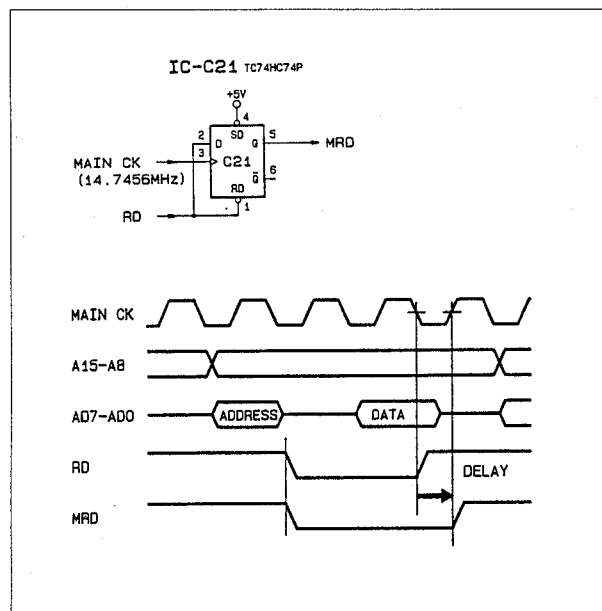 IC-C21 TC74HC74P
+5V
4
2 D SD Q 5 MRD
MAIN CK 3 C21
(14.7456MHz) Q 6
RD
RD 1
MAIN CK
A15-A8
AD7-AD0 ADDRESS DATA
RD DELAY
MRD